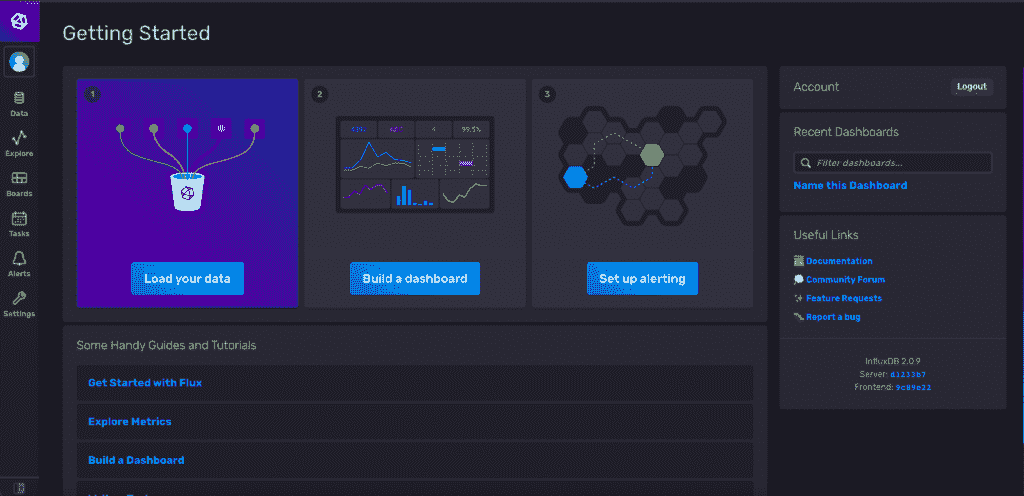 Getting Started
Data
Explore
Boards
Tasks
Alerts
Settings
1
Load your data
2
99.5%
Build a dashboard
3
Set up alerting
Some Handy Guides and Tutorials
Get Started with Flux
Explore Metrics
Build a Dashboard
Account
Logout
Recent Dashboards
Filter dashboards...
Name this Dashboard
Useful Links
Documentation
Community Forum
Feature Requests
Report a bug
InfluxDB 2.0.9
Server:
Frontend: